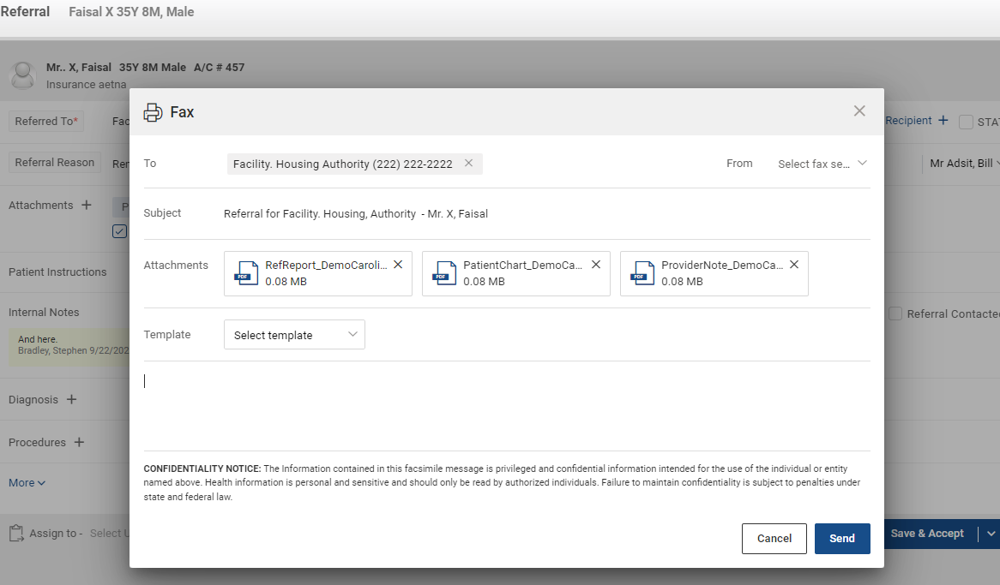 Referral Faisal X 35Y 8M, Male
Mr.. X, Faisal 35Y 8M Male A/C # 457
Insurance aetna
Referred To*
Recipient +
Referral Reason
Mr Adsit, Bill
Attachments +
Patient Instructions
Internal Notes
And here.
Bradley, Stephen 9/22/202
Referral Contacted
Diagnosis +
Procedures +
More
Assign to - Select
Save & Accept
Fax
To Facility. Housing Authority (222) 222-2222 From Select fax se...
Subject Referral for Facility. Housing, Authority - Mr. X, Faisal
Attachments
RefReport_DemoCaroli...
PDF 0.08 MB
PatientChart_DemoCa...
PDF 0.08 MB
ProviderNote_DemoCa...
PDF 0.08 MB
Template Select template
CONFIDENTIALITY NOTICE: The Information contained in this facsimile message is privileged and confidential information intended for the use of the individual or entity
named above. Health information is personal and sensitive and should only be read by authorized individuals. Failure to maintain confidentiality is subject to penalties under
state and federal law.
Cancel Send